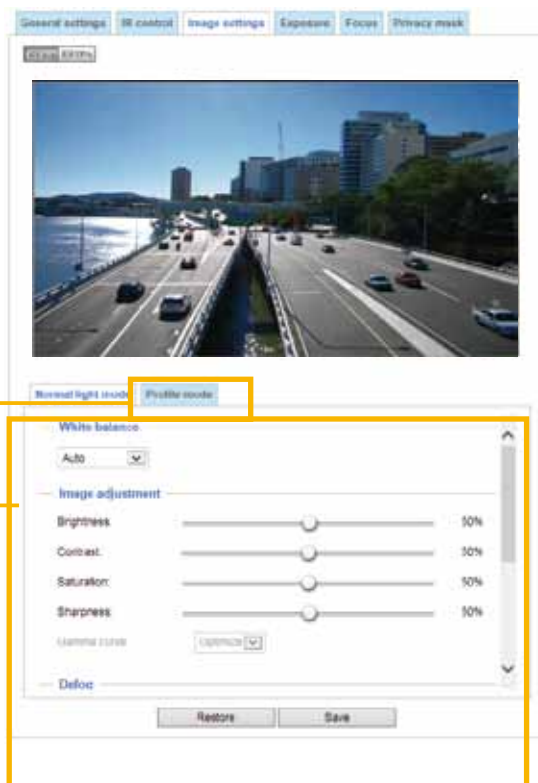 General settings IR control Image settings Exposure Focus Privacy mask
Normal light mode Profile mode
White balance
Auto
Image adjustment
Brightness: 50%
Contrast: 50%
Saturation: 50%
Sharpness: 50%
Gamma curve Optimize
Defog
Restore Save